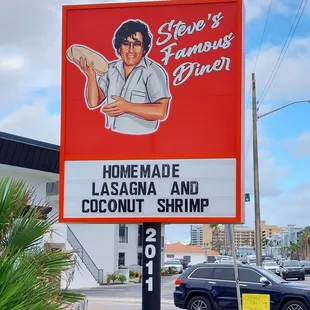 Steve's
Famous
Diner
HOMEMADE
LASAGNA AND
COCONUT SHRIMP
2011